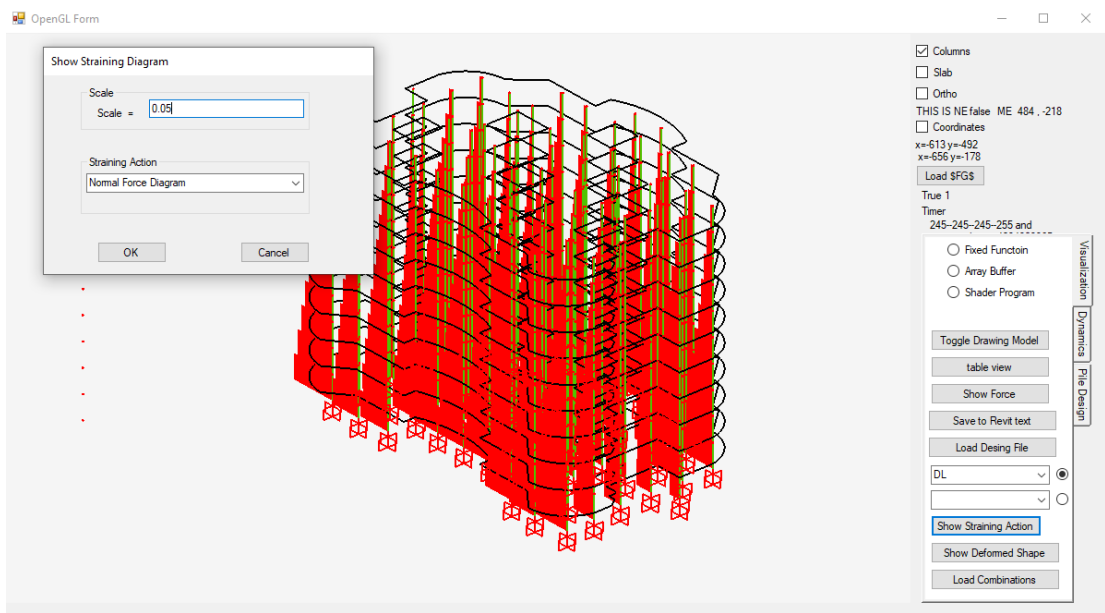 OpenGL Form
Show Straining Diagram
Scale
Scale =
0.05
Straining Action
Normal Force Diagram
OK
Cancel
Columns
Slab
Ortho
THIS IS NE false ME 484 , -218
Coordinates
x=-613 y=-492
x=-656 y=-178
Load $FG$
True 1
Timer
245--245-245-255 and
Fixed Functoin
Array Buffer
Shader Program
Toggle Drawing Model
table view
Show Force
Save to Revit text
Load Desing File
DL
Show Straining Action
Show Deformed Shape
Load Combinations
Visualization
Dynamics
Pile Design